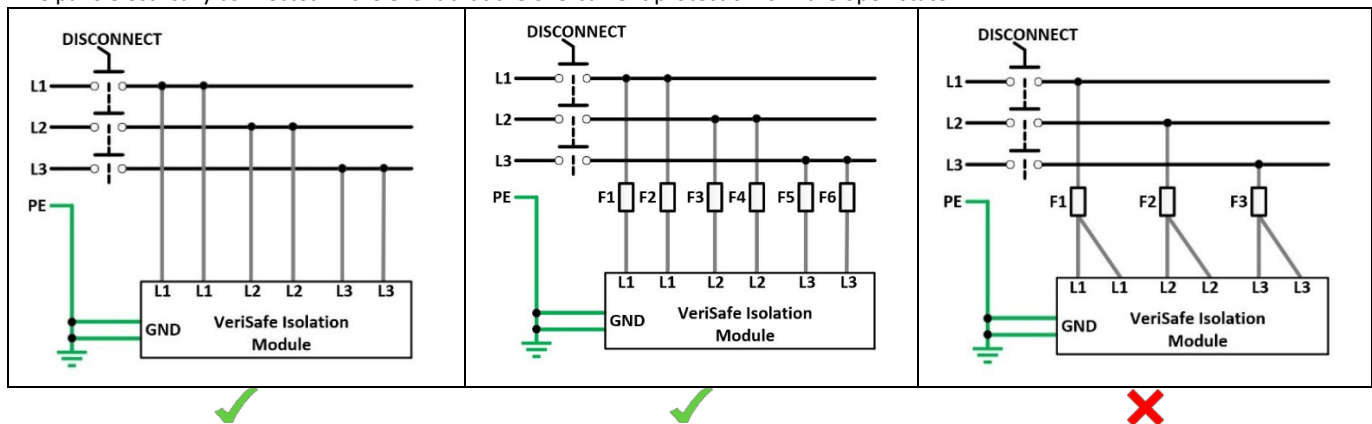 DISCONNECT
L1
L2
L3
PE
L1 L1 L2 L2 L3 L3
GND
VeriSafe Isolation
Module
DISCONNECT
L1
L2
L3
PE
F1 F2 F3 F4 F5 F6
L1 L1 L2 L2 L3 L3
GND
VeriSafe Isolation
Module
DISCONNECT
L1
L2
L3
PE
F1 F2 F3
L1 L1 L2 L2 L3 L3
GND
VeriSafe Isolation
Module